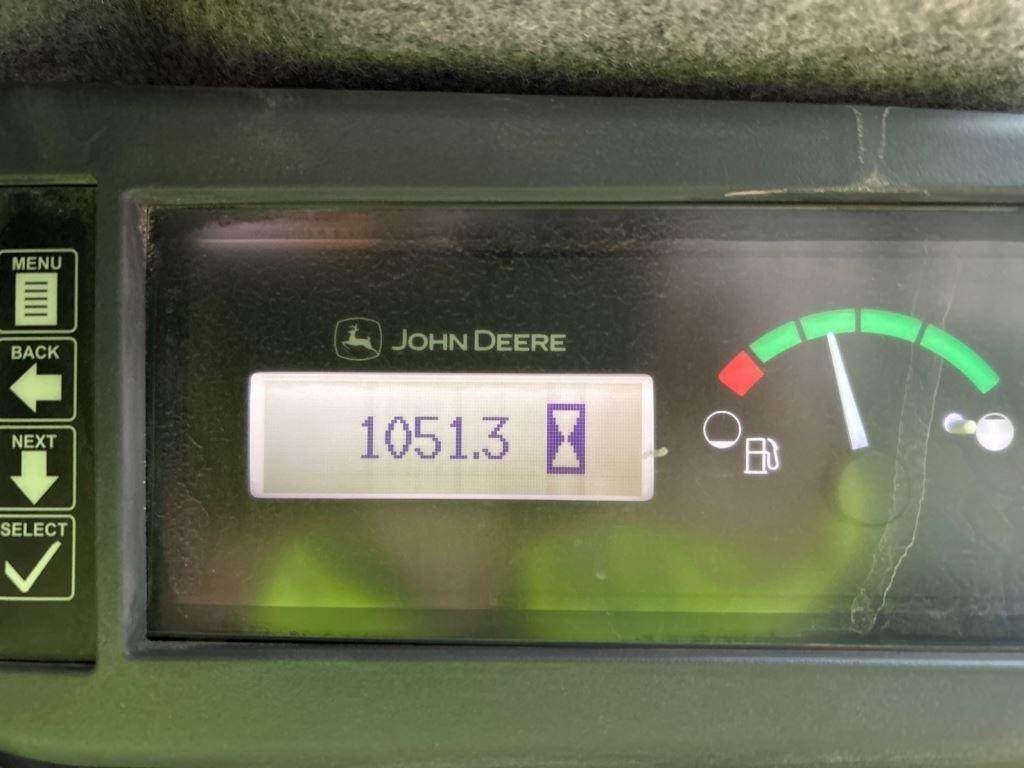 MENU
BACK
NEXT
SELECT
JOHN DEERE
1051.3